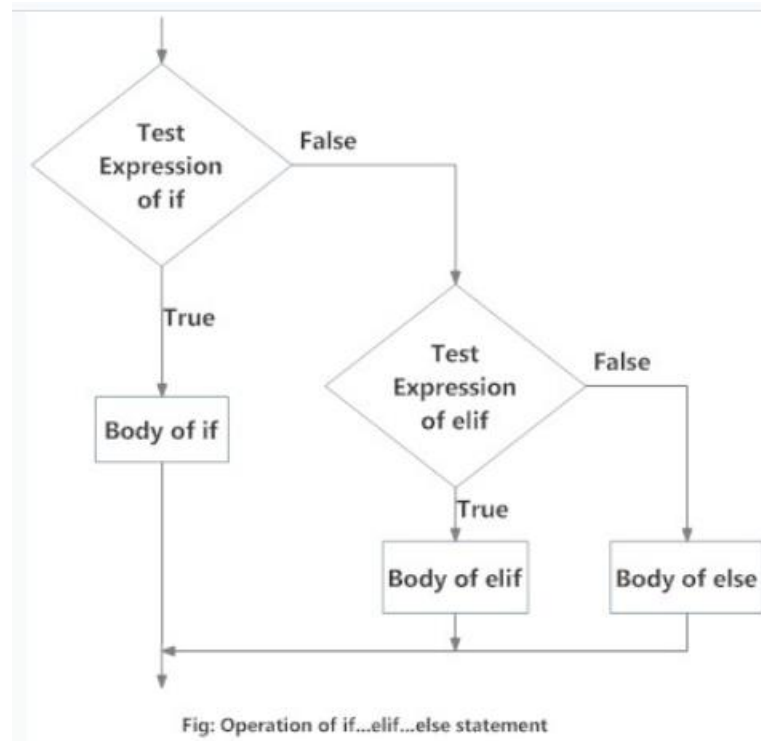 Test
Expression
of if
False
True
Body of if
Test
Expression
of elif
False
True
Body of elif
Body of else
Fig: Operation of if...elif...else statement